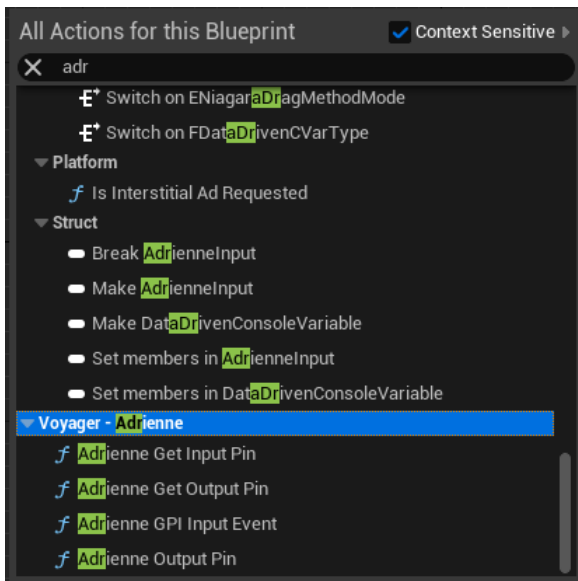 All Actions for this Blueprint Context Sensitive
adr
Switch on ENiagaraDragMethodMode
Switch on FDataDrivenCVarType
Platform
Is Interstitial Ad Requested
Struct
Break AdrienneInput
Make AdrienneInput
Make DataDrivenConsoleVariable
Set members in AdrienneInput
Set members in DataDrivenConsoleVariable
Voyager - Adrienne
Adrienne Get Input Pin
Adrienne Get Output Pin
Adrienne GPI Input Event
Adrienne Output Pin